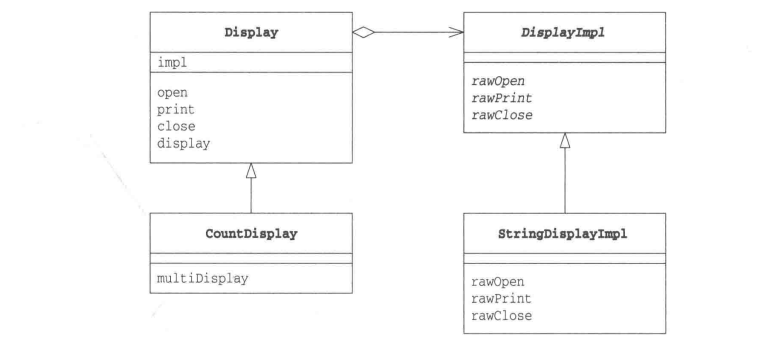 Display
impl
open
print
close
display
DisplayImpl
rawOpen
rawPrint
rawClose
CountDisplay
multiDisplay
StringDisplayImpl
rawOpen
rawPrint
rawClose